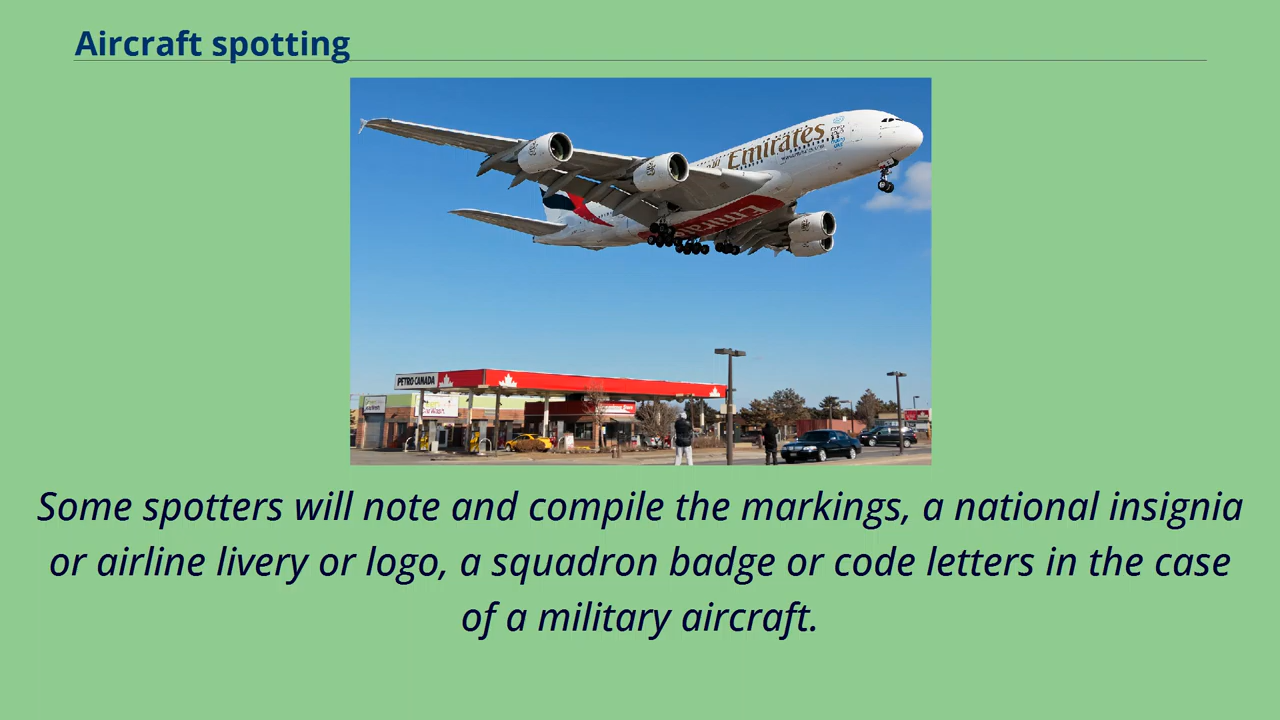 Aircraft spotting
Emirates
Emirates
PETRO-CANADA
Some spotters will note and compile the markings, a national insignia
or airline livery or logo, a squadron badge or code letters in the case
of a military aircraft.